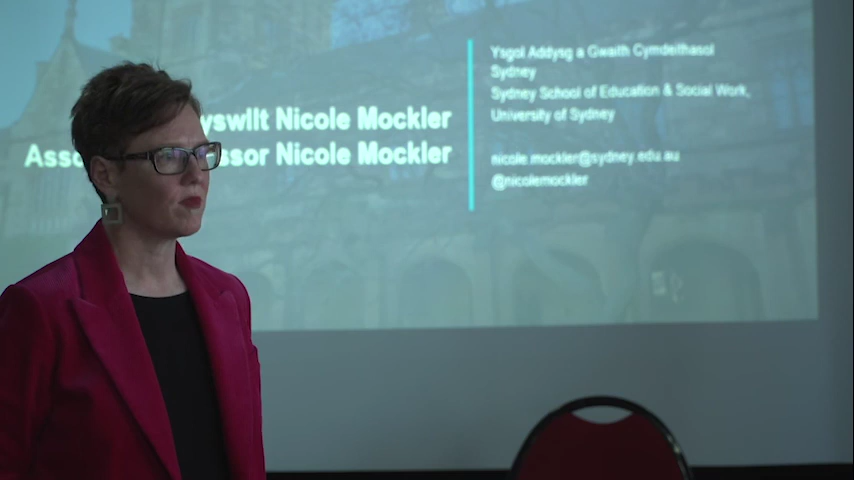 yswllt Nicole Mockler
Asso ssor Nicole Mockler
Ysgol Addysg a Gwaith Cymdeithasol
Sydney
Sydney School of Education & Social Work,
University of Sydney
nicole.mockler@sydney.edu.au
@nicolemockler